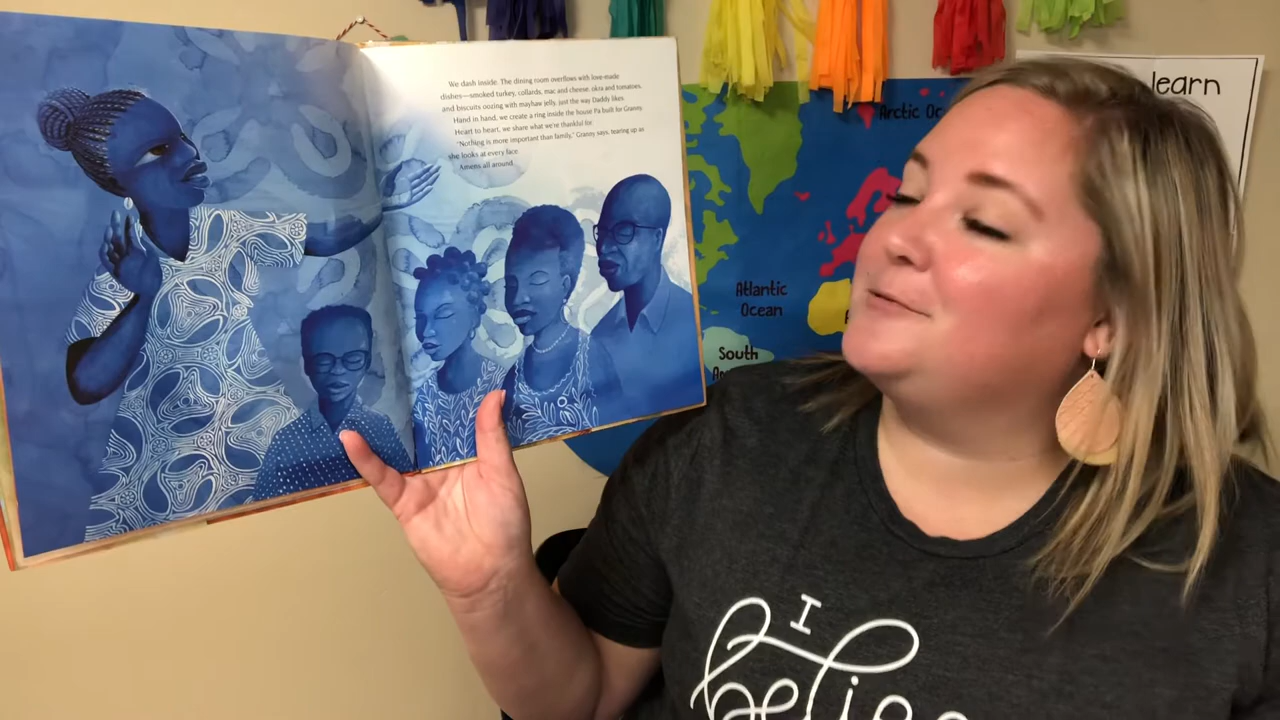 We dash inside. The dining room overflows with love-made
dishes—smoked turkey, collards, mac and cheese, okra and tomatoes,
and biscuits oozing with mayhaw jelly, just the way Daddy likes.
Hand in hand, we create a ring inside the house Pa built for Granny.
Heart to heart, we share what we're thankful for.
"Nothing is more important than family," Granny says, tearing up as
she looks at every face.
Amens all around.
learn
Arctic Oc
Atlantic
Ocean
South
I
belie